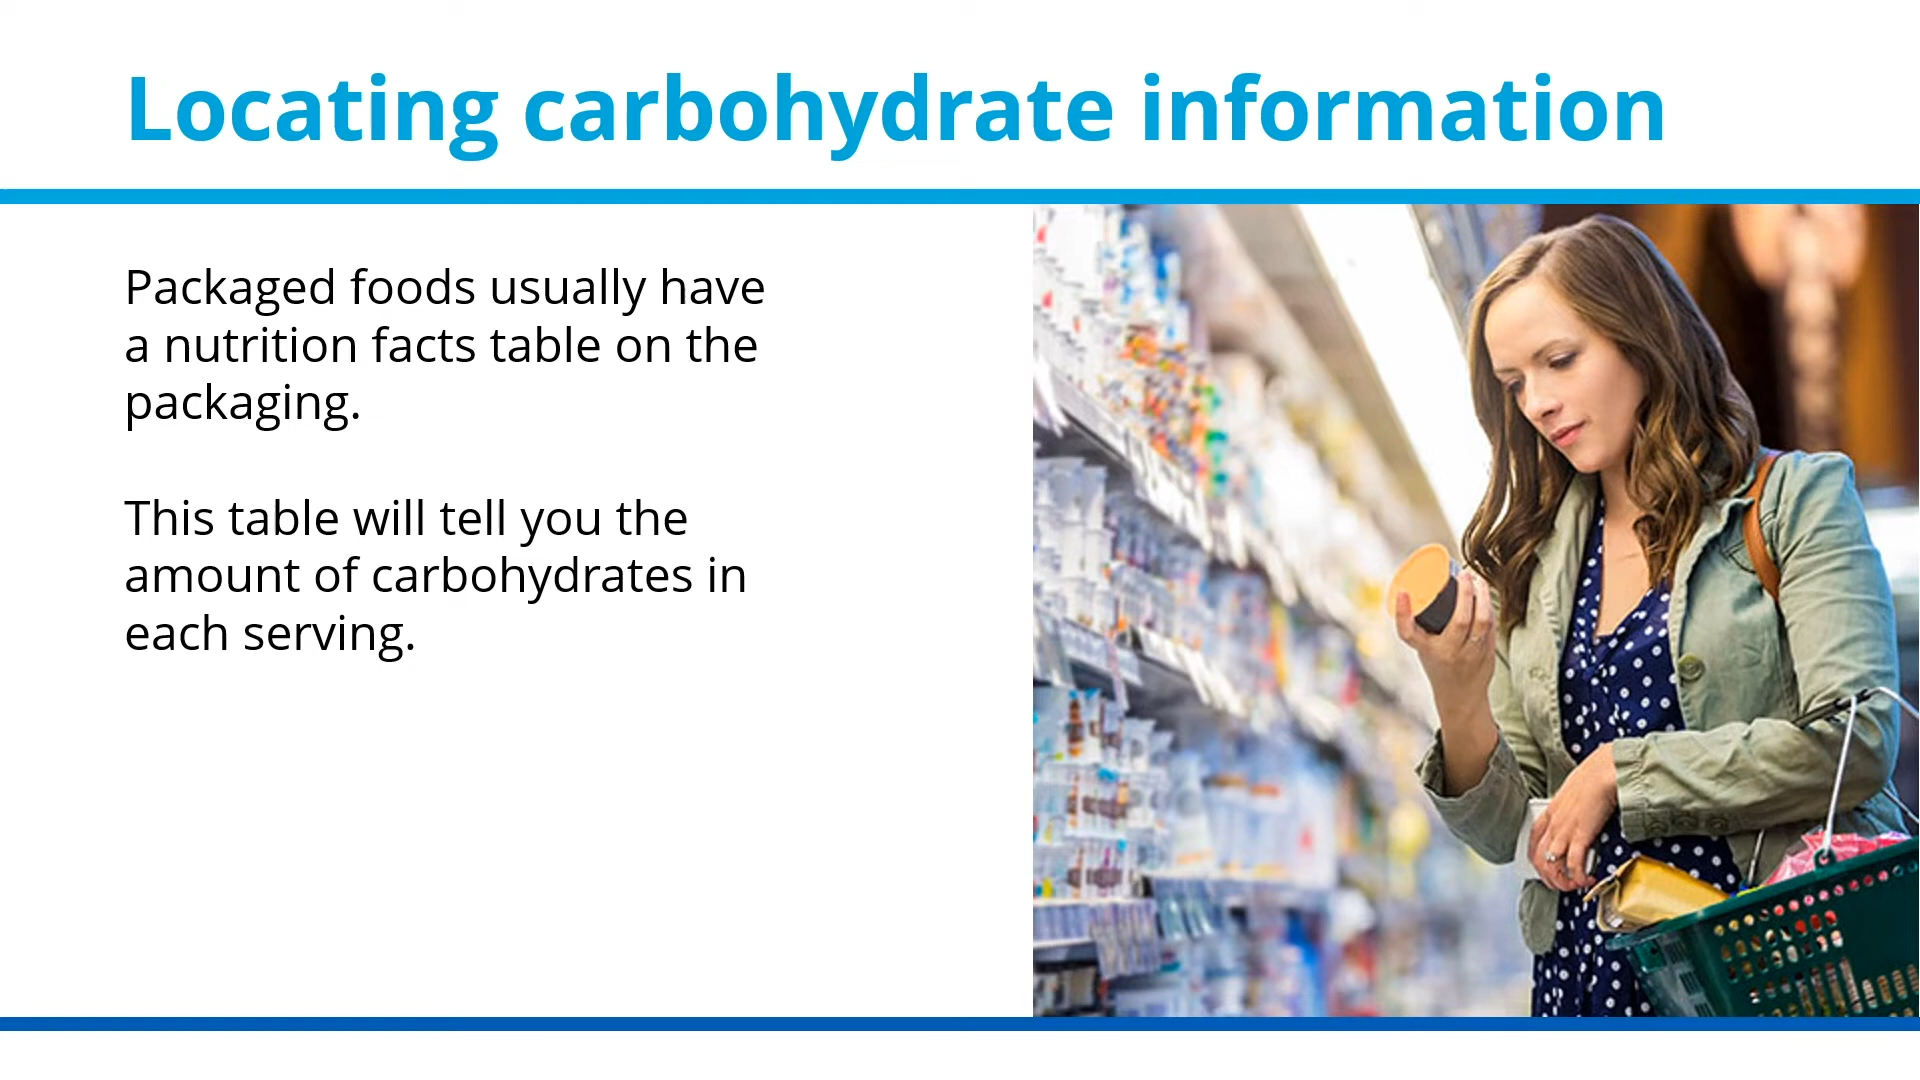 Locating carbohydrate information
Packaged foods usually have
a nutrition facts table on the
packaging.
This table will tell you the
amount of carbohydrates in
each serving.